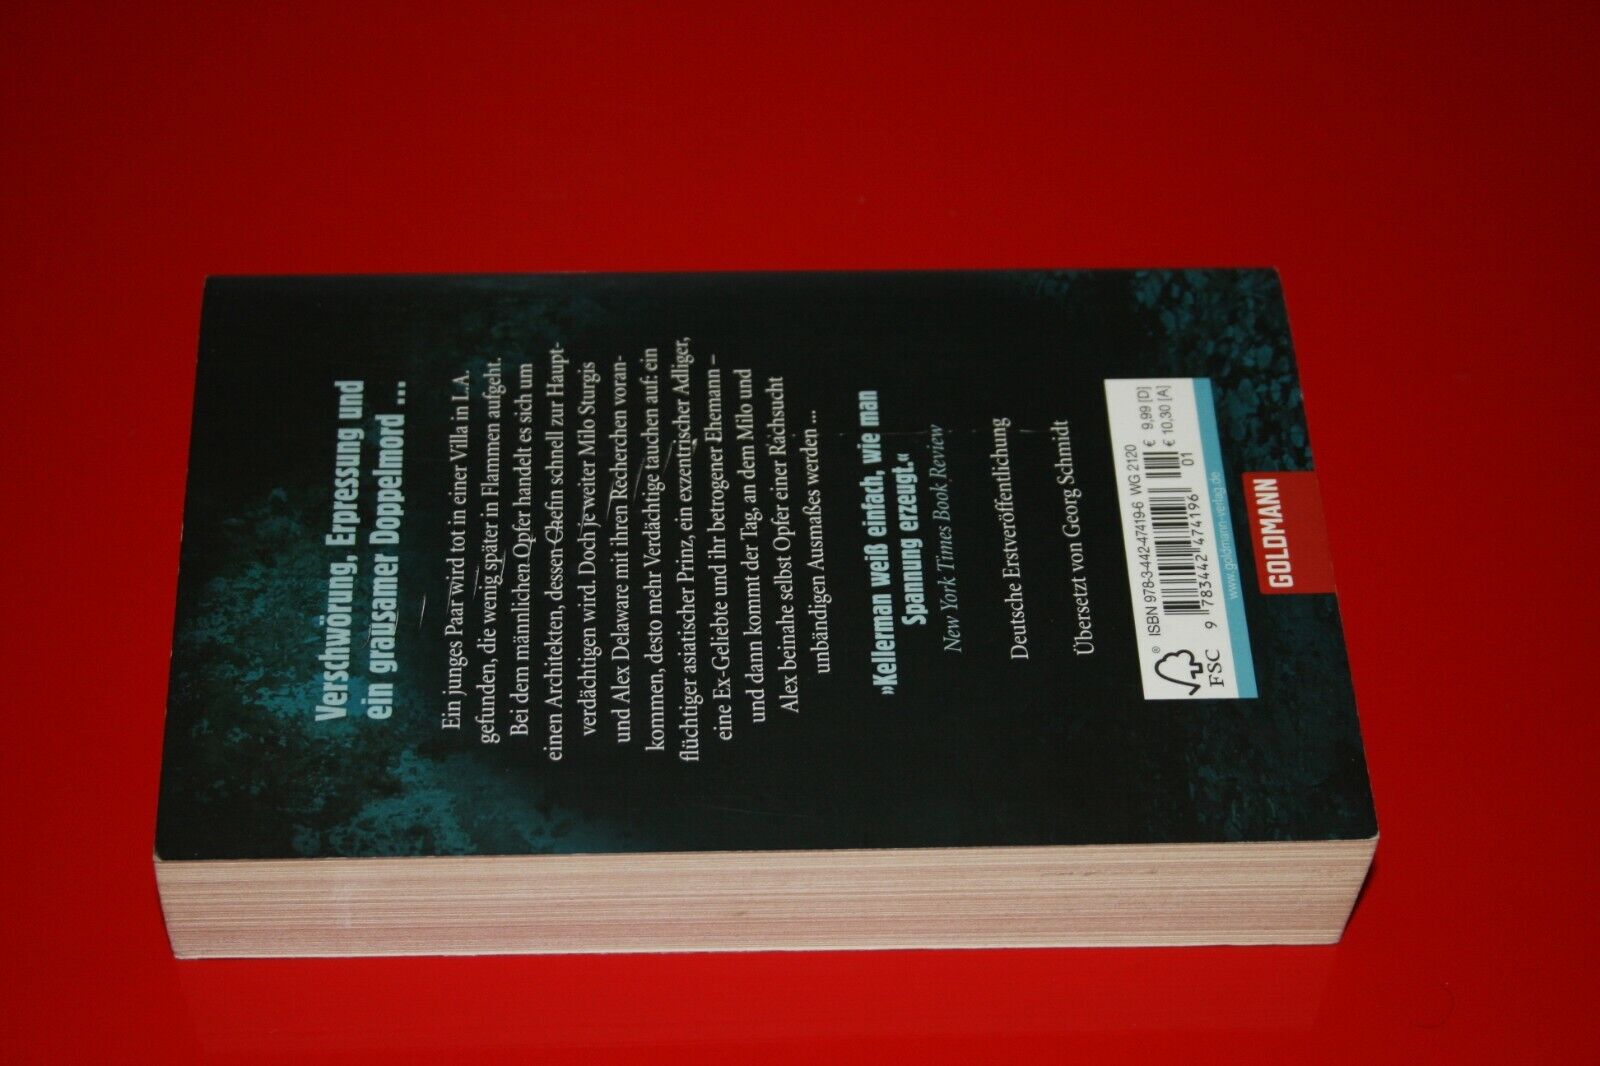 Verschwörung, Erpressung und
ein grausamer Doppelmord ...
Ein junges Paar wird tot in einer Villa in L.A.
gefunden, die wenig später in Flammen aufgeht.
Bei dem männlichen Opfer handelt es sich um
einen Architekten, dessen Chefin schnell zur Haupt-
verdächtigen wird. Doch je weiter Milo Sturgis
und Alex Delaware mit ihren Recherchen voran-
kommen, desto mehr Verdächtige tauchen auf: ein
flüchtiger asiatischer Prinz, ein exzentrischer Adliger,
eine Ex-Geliebte und ihr betrogener Ehemann –
und dann kommt der Tag, an dem Milo und
Alex beinahe selbst Opfer einer Rachsucht
unbändigen Ausmaßes werden ...
»Kellerman weiß einfach, wie man
Spannung erzeugt.«
New York Times Book Review
Deutsche Erstveröffentlichung
Übersetzt von Georg Schmidt
® ISBN 978-3-442-47419-6 WG 2120
€ 9,99 [D]
€ 10,30 [A]
FSC
9 783442 474196
01
www.goldmann-verlag.de
GOLDMANN